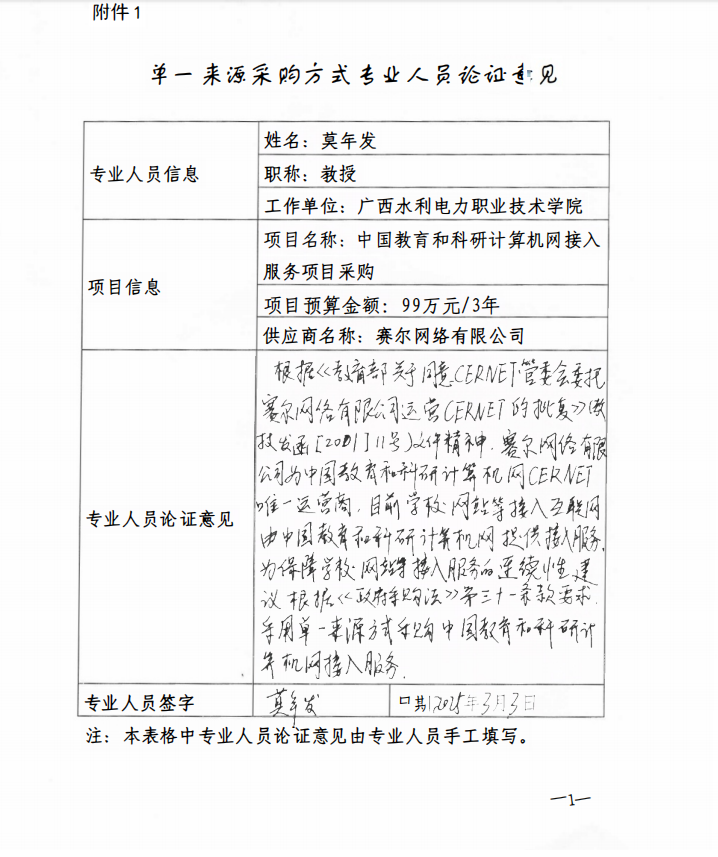 附件1
单一来源采购方式专业人员论证意见
专业人员信息
姓名：莫年发
职称：教授
工作单位：广西水利电力职业技术学院
项目信息
项目名称：中国教育和科研计算机网接入
服务项目采购
项目预算金额：99万元/3年
供应商名称：赛尔网络有限公司
专业人员论证意见
根据《教育部关于同意CERNET管委会委托
赛尔网络有限公司运营CERNET的批复》（教
技发函[2001]11号）文件精神，赛尔网络有限
公司为中国教育和科研计算机网CERNET
唯一运营商，目前学校网站等接入互联网
由中国教育和科研计算机网提供接入服务，
为保障学校网站等接入服务的连续性建
议根据《政府采购法》第三十一条款要求，
采用单一来源方式采购中国教育和科研计
算机网接入服务.
专业人员签字
莫年发
日期 2025年3月3日
注：本表格中专业人员论证意见由专业人员手工填写。
—1—